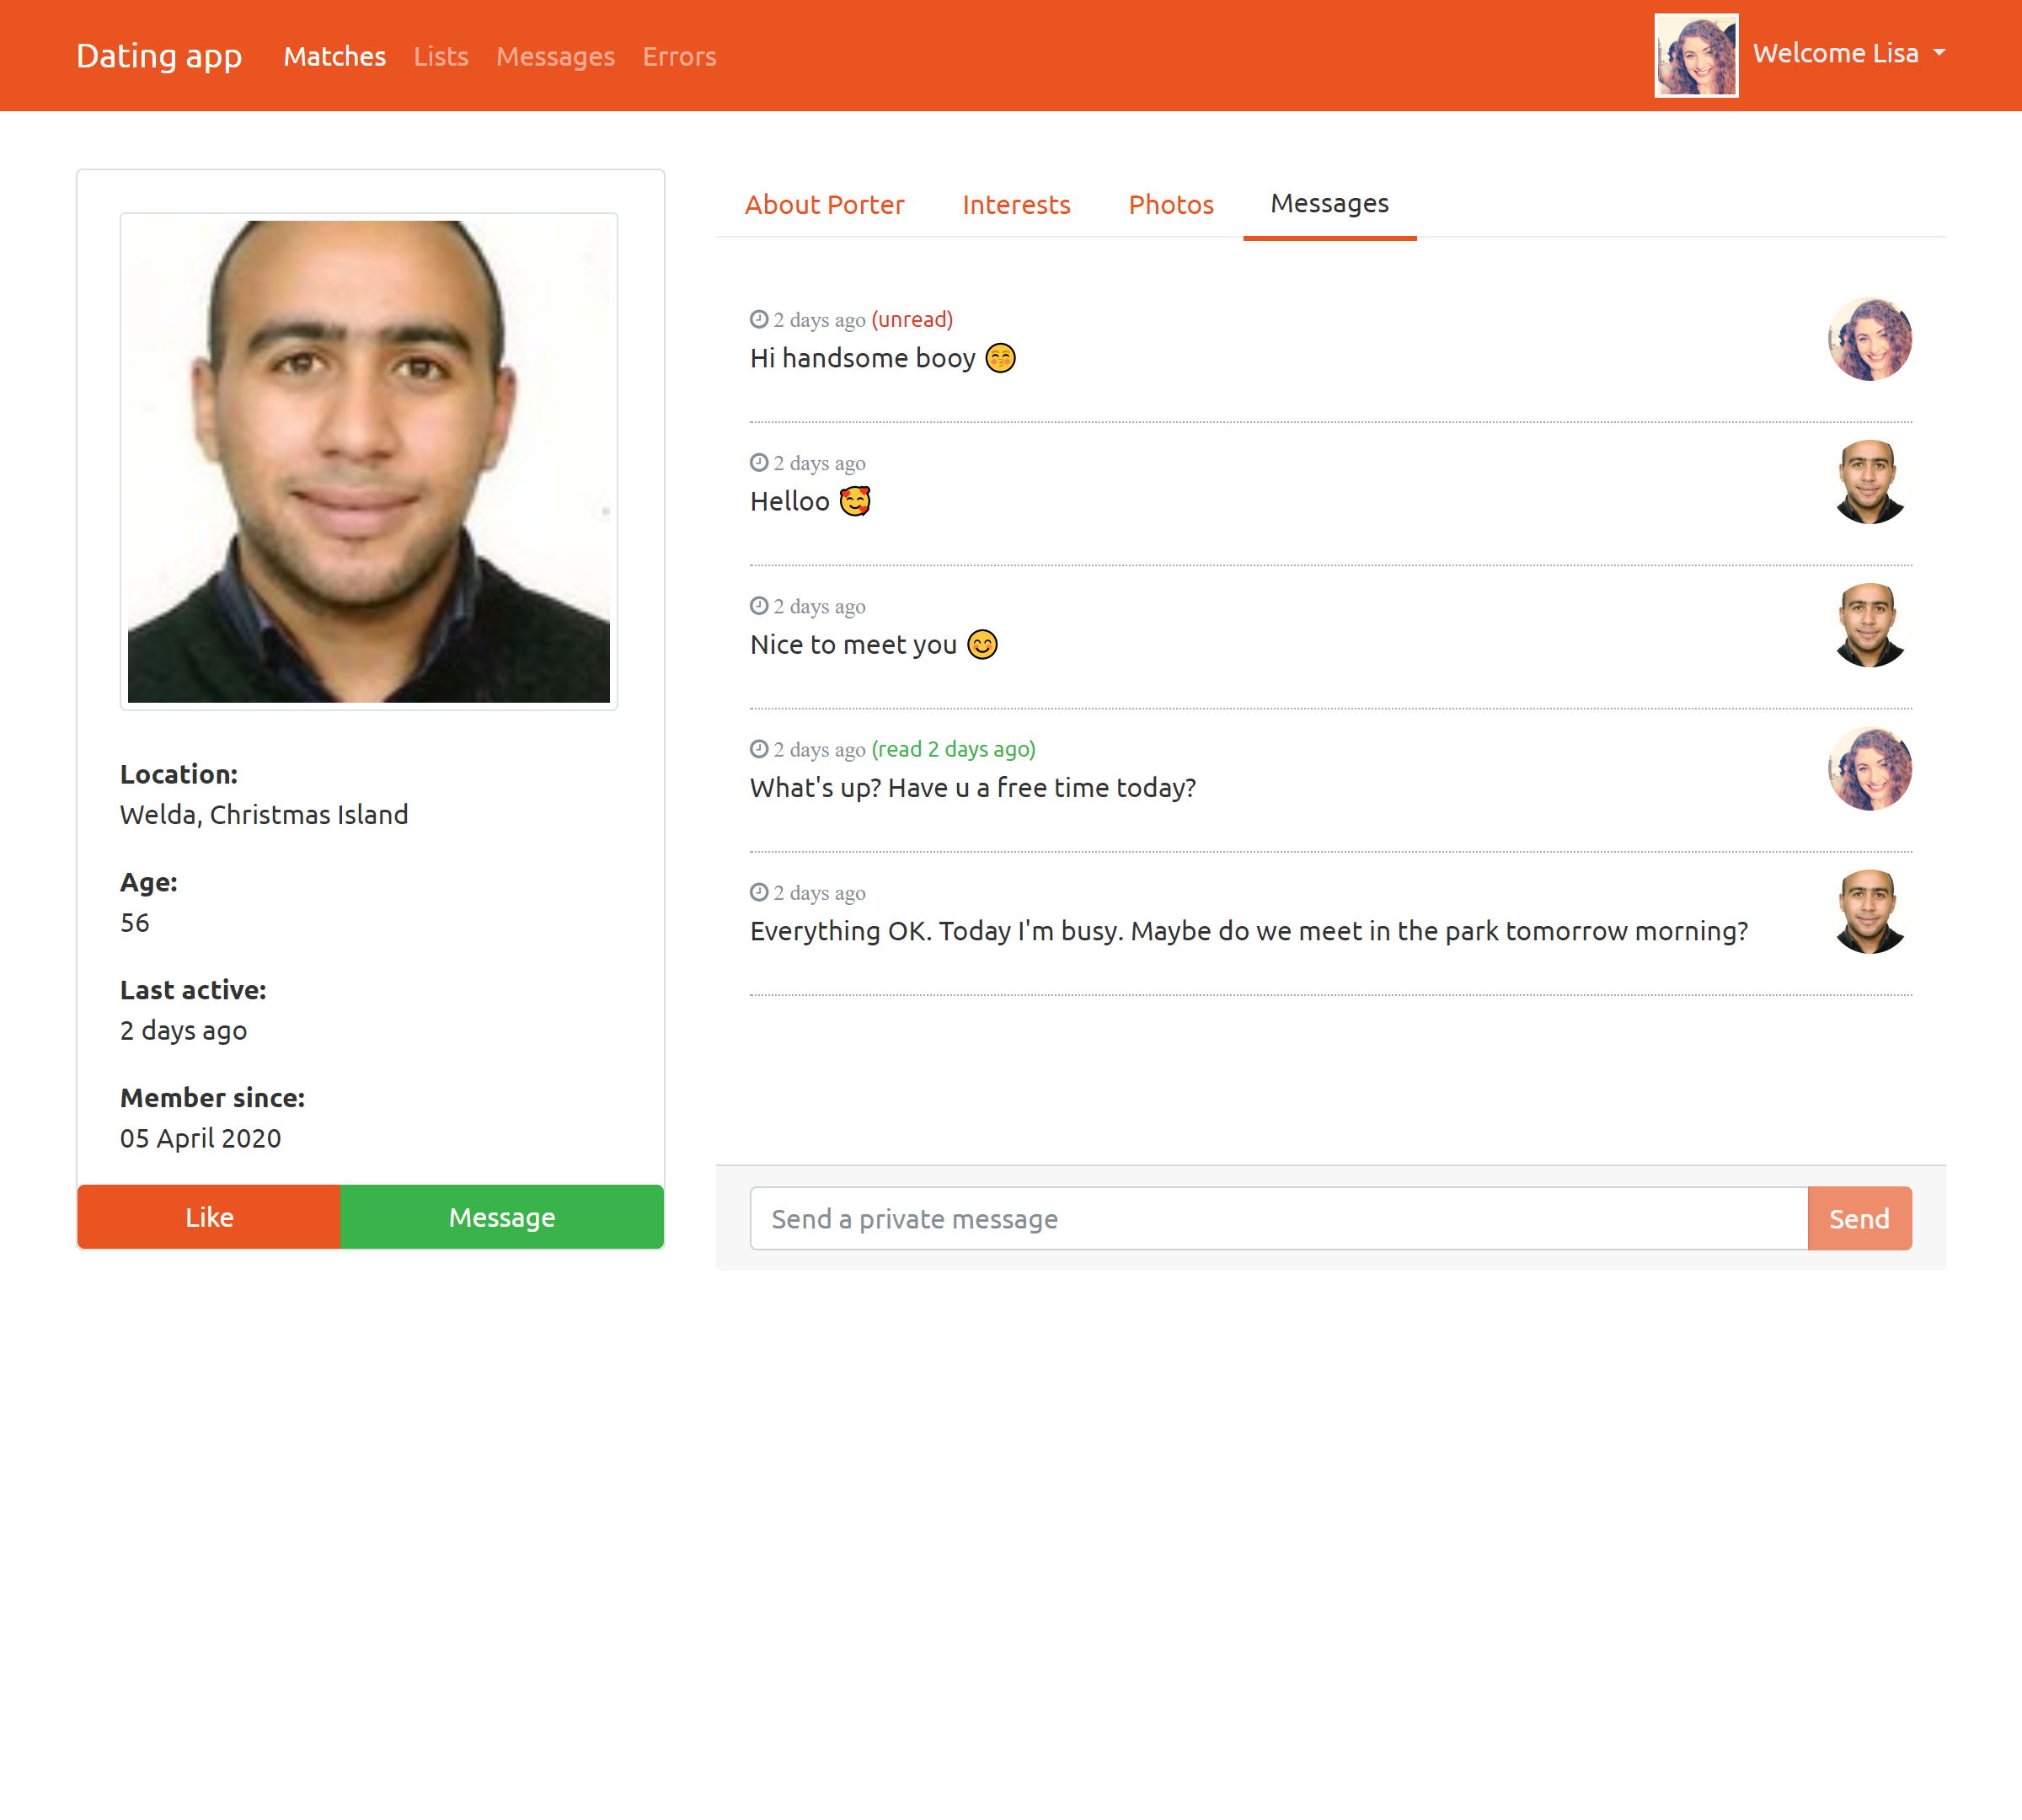 Dating app Matches Lists Messages Errors Welcome Lisa
About Porter Interests Photos Messages
2 days ago (unread)
Hi handsome booy 😚
2 days ago
Helloo 🥰
2 days ago
Nice to meet you 😊
2 days ago (read 2 days ago)
What's up? Have u a free time today?
2 days ago
Everything OK. Today I'm busy. Maybe do we meet in the park tomorrow morning?
Location:
Welda, Christmas Island
Age:
56
Last active:
2 days ago
Member since:
05 April 2020
Like Message
Send a private message Send